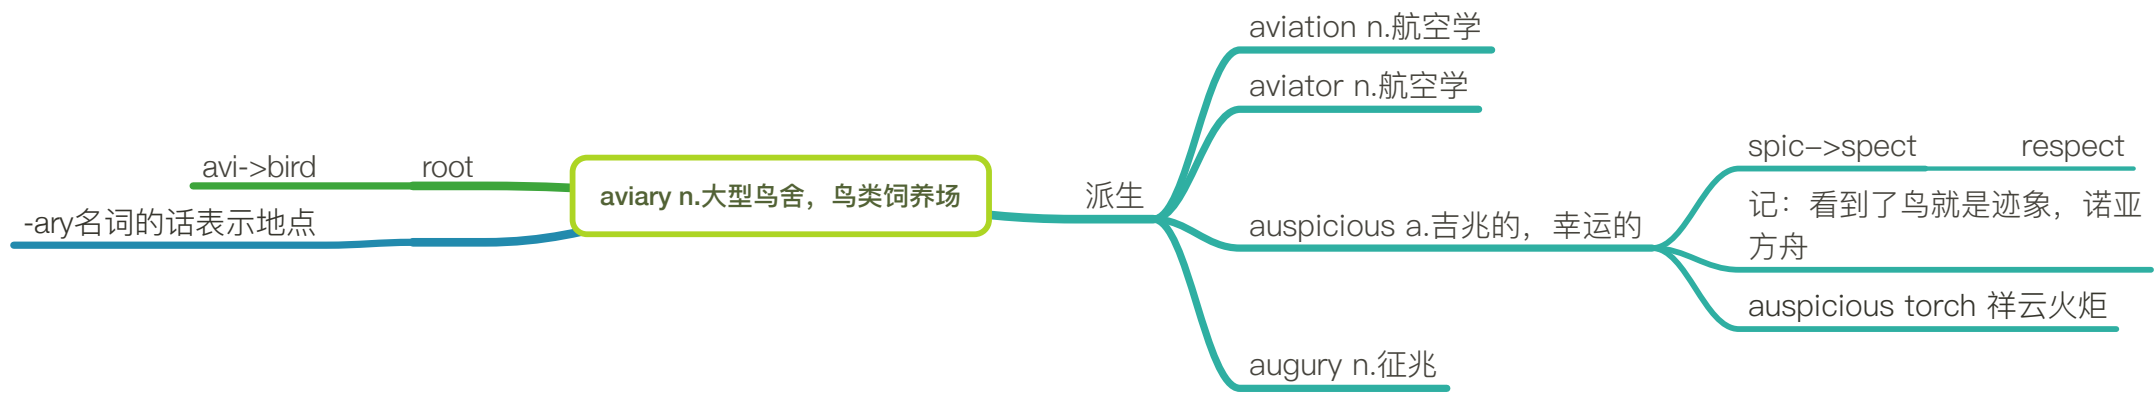 aviary n.大型鸟舍，鸟类饲养场
root
avi->bird
-ary名词的话表示地点
派生
aviation n.航空学
aviator n.航空学
auspicious a.吉兆的，幸运的
spic–>spect
respect
记：看到了鸟就是迹象，诺亚
方舟
auspicious torch 祥云火炬
augury n.征兆